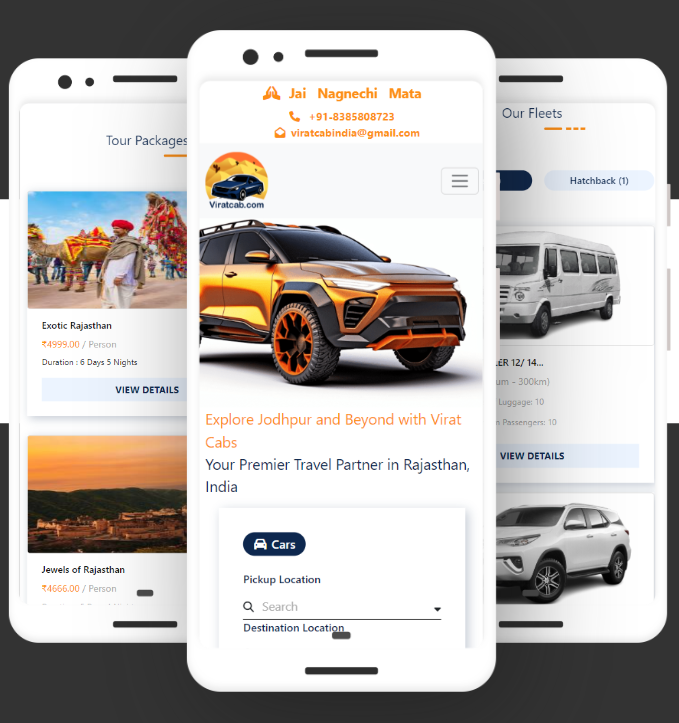 Jai Nagnechi Mata
+91-8385808723
viratcabindia@gmail.com
Viratcab.com
Explore Jodhpur and Beyond with Virat
Cabs
Your Premier Travel Partner in Rajasthan,
India
Cars
Pickup Location
Search
Destination Location
Tour Packages
Exotic Rajasthan
₹4999.00 / Person
Duration : 6 Days 5 Nights
VIEW DETAILS
Jewels of Rajasthan
₹4666.00 / Person
Our Fleets
Hatchback (1)
12/ 14...
300km)
Luggage: 10
Passengers: 10
VIEW DETAILS